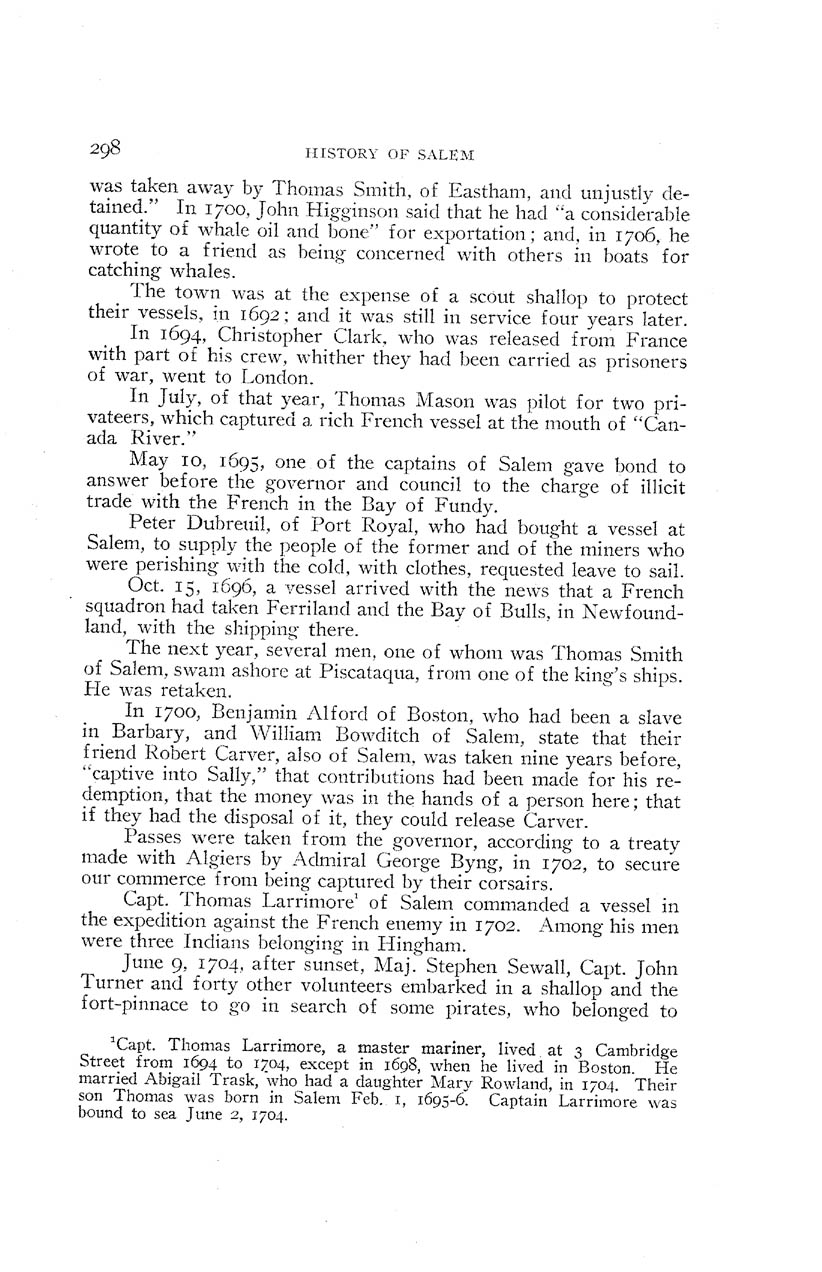 298
HISTORY OF SALEM
was taken away by Thomas Smith, of Eastham, and unjustly de-
tained." In 1700, John Higginson said that he had "a considerable
quantity of whale oil and bone" for exportation; and, in 1706, he
wrote to a friend as being concerned with others in boats for
catching whales.
The town was at the expense of a scout shallop to protect
their vessels, in 1692; and it was still in service four years later.
In 1694, Christopher Clark, who was released from France
with part of his crew, whither they had been carried as prisoners
of war, went to London.
In July, of that year, Thomas Mason was pilot for two pri-
vateers, which captured a rich French vessel at the mouth of "Can-
ada River."
May 10, 1695, one of the captains of Salem gave bond to
answer before the governor and council to the charge of illicit
trade with the French in the Bay of Fundy.
Peter Dubreuil, of Port Royal, who had bought a vessel at
Salem, to supply the people of the former and of the miners who
were perishing with the cold, with clothes, requested leave to sail.
Oct. 15, 1696, a vessel arrived with the news that a French
squadron had taken Ferriland and the Bay of Bulls, in Newfound-
land, with the shipping there.
The next year, several men, one of whom was Thomas Smith
of Salem, swam ashore at Piscataqua, from one of the king's ships.
He was retaken.
In 1700, Benjamin Alford of Boston, who had been a slave
in Barbary, and William Bowditch of Salem, state that their
friend Robert Carver, also of Salem, was taken nine years before,
"captive into Sally," that contributions had been made for his re-
demption, that the money was in the hands of a person here; that
if they had the disposal of it, they could release Carver.
Passes were taken from the governor, according to a treaty
made with Algiers by Admiral George Byng, in 1702, to secure
our commerce from being captured by their corsairs.
Capt. Thomas Larrimore¹ of Salem commanded a vessel in
the expedition against the French enemy in 1702. Among his men
were three Indians belonging in Hingham.
June 9, 1704, after sunset, Maj. Stephen Sewall, Capt. John
Turner and forty other volunteers embarked in a shallop and the
fort-pinnace to go in search of some pirates, who belonged to
¹Capt. Thomas Larrimore, a master mariner, lived at 3 Cambridge
Street from 1694 to 1704, except in 1698, when he lived in Boston. He
married Abigail Trask, who had a daughter Mary Rowland, in 1704. Their
son Thomas was born in Salem Feb. 1, 1695-6. Captain Larrimore was
bound to sea June 2, 1704.